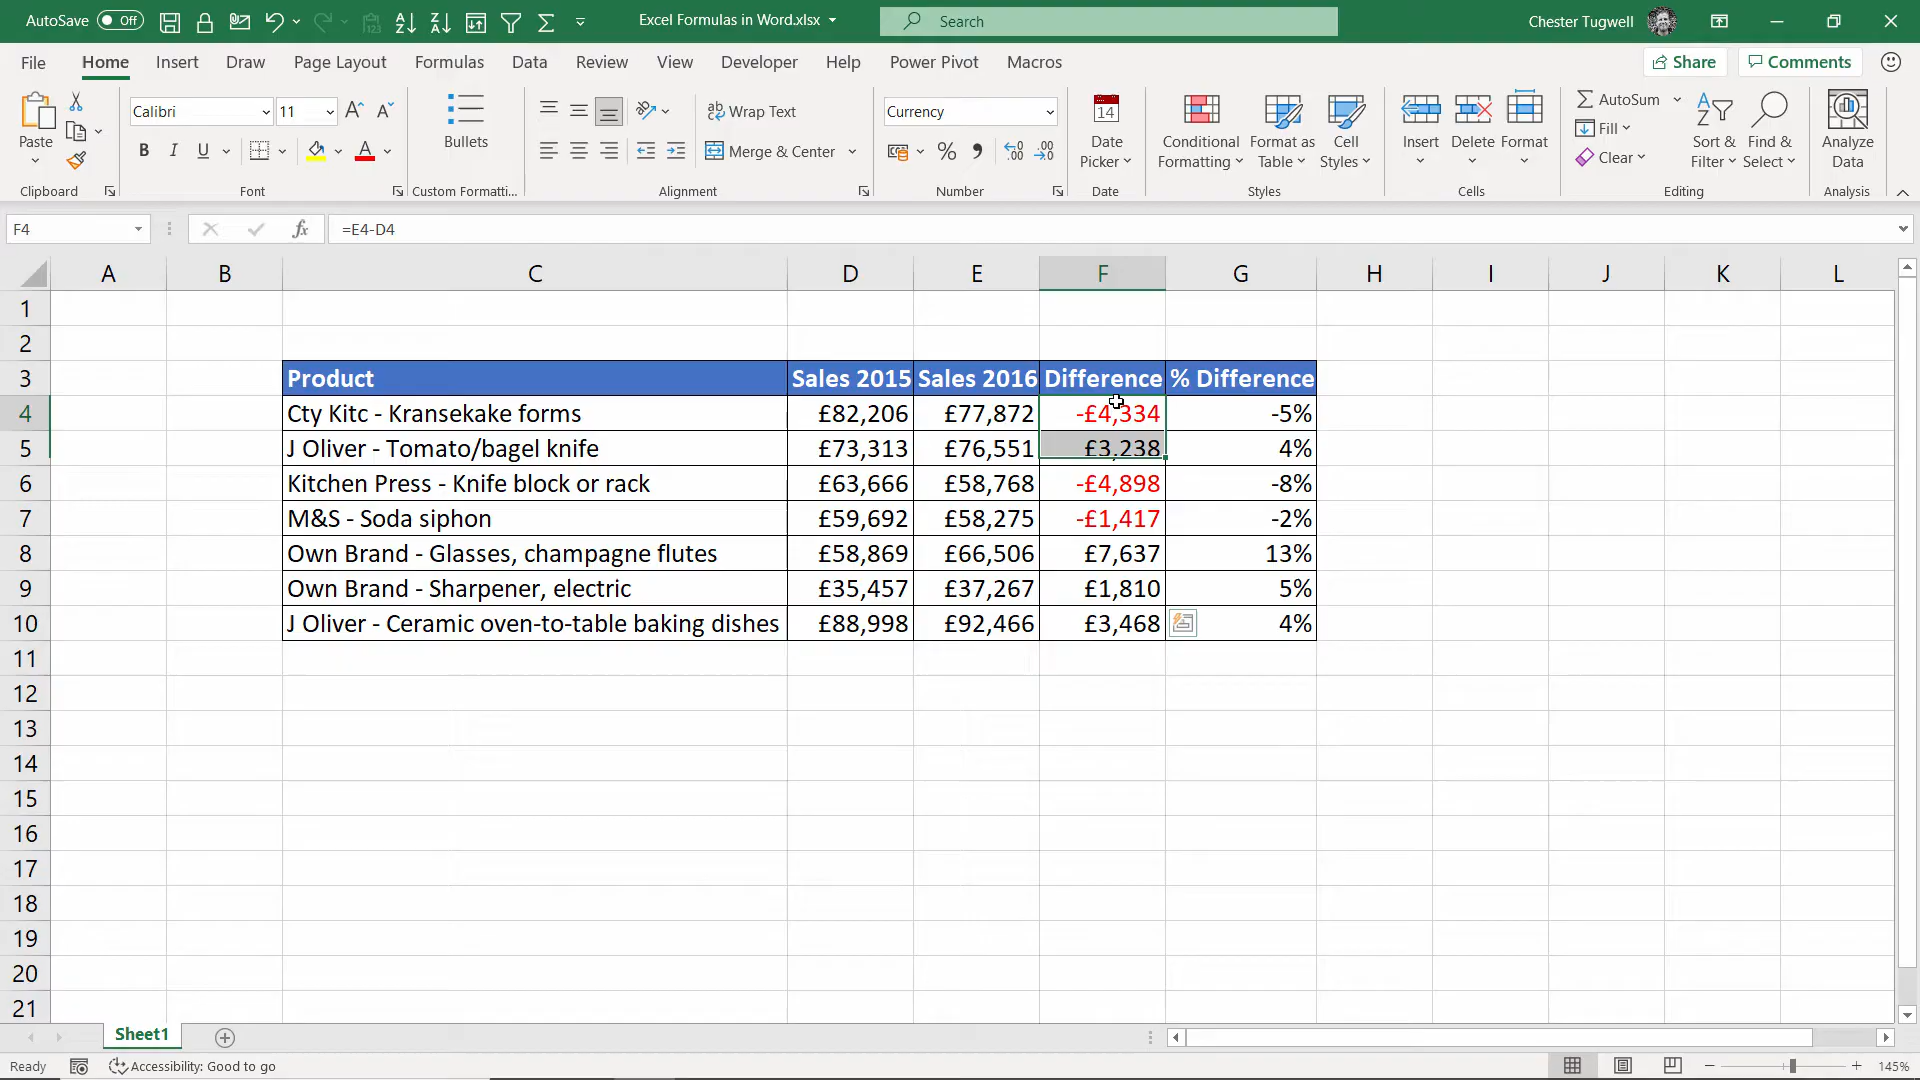 AutoSave Off Excel Formulas in Word.xlsx Search Chester Tugwell
File Home Insert Draw Page Layout Formulas Data Review View Developer Help Power Pivot Macros Share Comments
Paste
Clipboard
Calibri 11
B I U A
Font
Bullets
Custom Formatti...
Wrap Text
Merge & Center
Alignment
Currency
Number
14
Date
Picker
Date
Conditional
Formatting
Format as
Table
Cell
Styles
Styles
Insert
Delete
Format
Cells
AutoSum
Fill
Clear
Sort &
Filter
Find &
Select
Editing
Analyze
Data
Analysis
F4 fx =E4-D4
A B C D E F G H I J K L
1
2
3 Product Sales 2015 Sales 2016 Difference % Difference
4 Cty Kitc - Kransekake forms £82,206 £77,872 -£4,334 -5%
5 J Oliver - Tomato/bagel knife £73,313 £76,551 £3,238 4%
6 Kitchen Press - Knife block or rack £63,666 £58,768 -£4,898 -8%
7 M&S - Soda siphon £59,692 £58,275 -£1,417 -2%
8 Own Brand - Glasses, champagne flutes £58,869 £66,506 £7,637 13%
9 Own Brand - Sharpener, electric £35,457 £37,267 £1,810 5%
10 J Oliver - Ceramic oven-to-table baking dishes £88,998 £92,466 £3,468 4%
11
12
13
14
15
16
17
18
19
20
21
Sheet1
Ready Accessibility: Good to go 145%